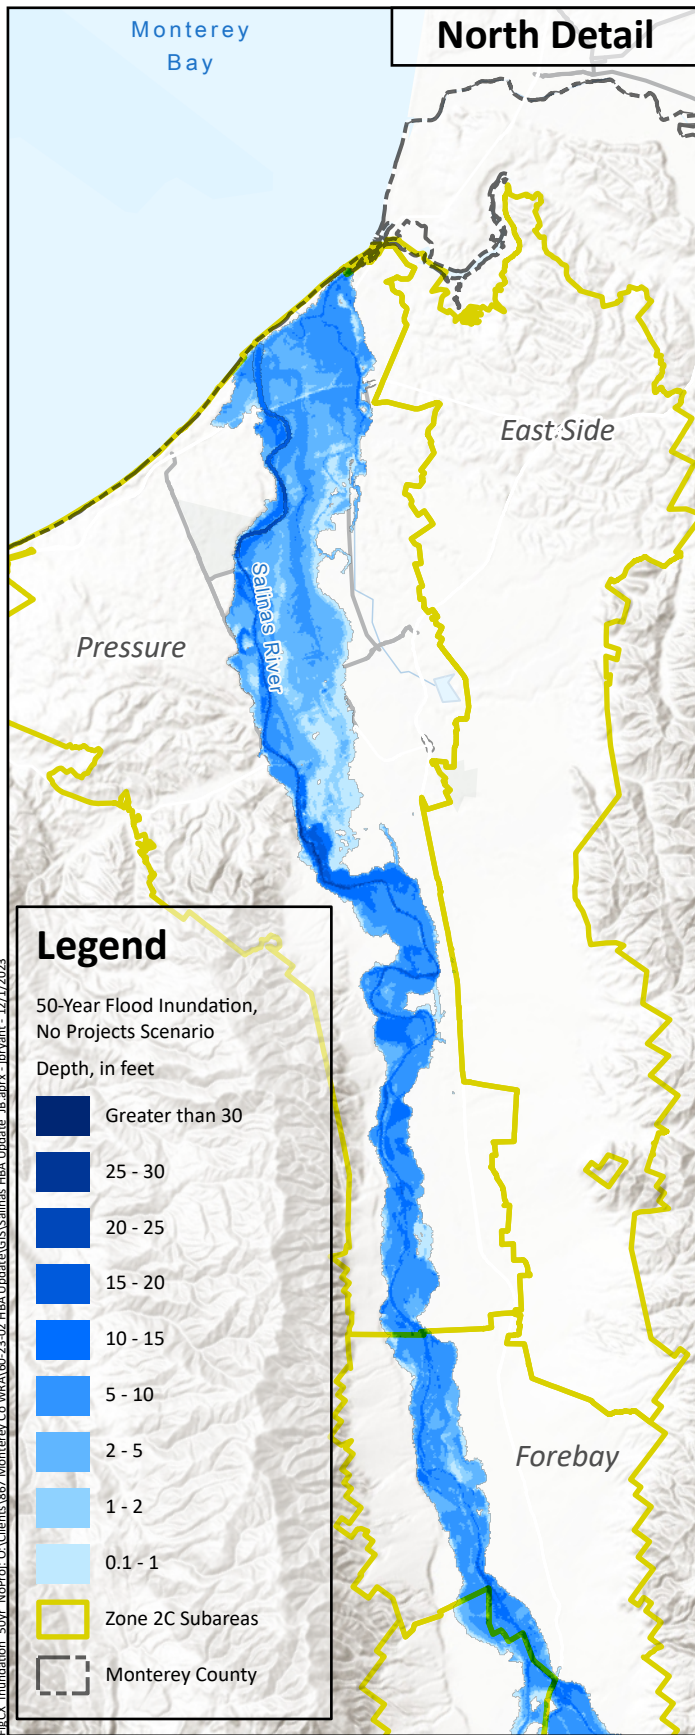 Monterey
Bay
North Detail
East Side
Salinas River
Pressure
Legend
50-Year Flood Inundation,
No Projects Scenario
Depth, in feet
Greater than 30
25 - 30
20 - 25
15 - 20
10 - 15
5 - 10
2 - 5
1 - 2
0.1 - 1
Zone 2C Subareas
Monterey County
Forebay